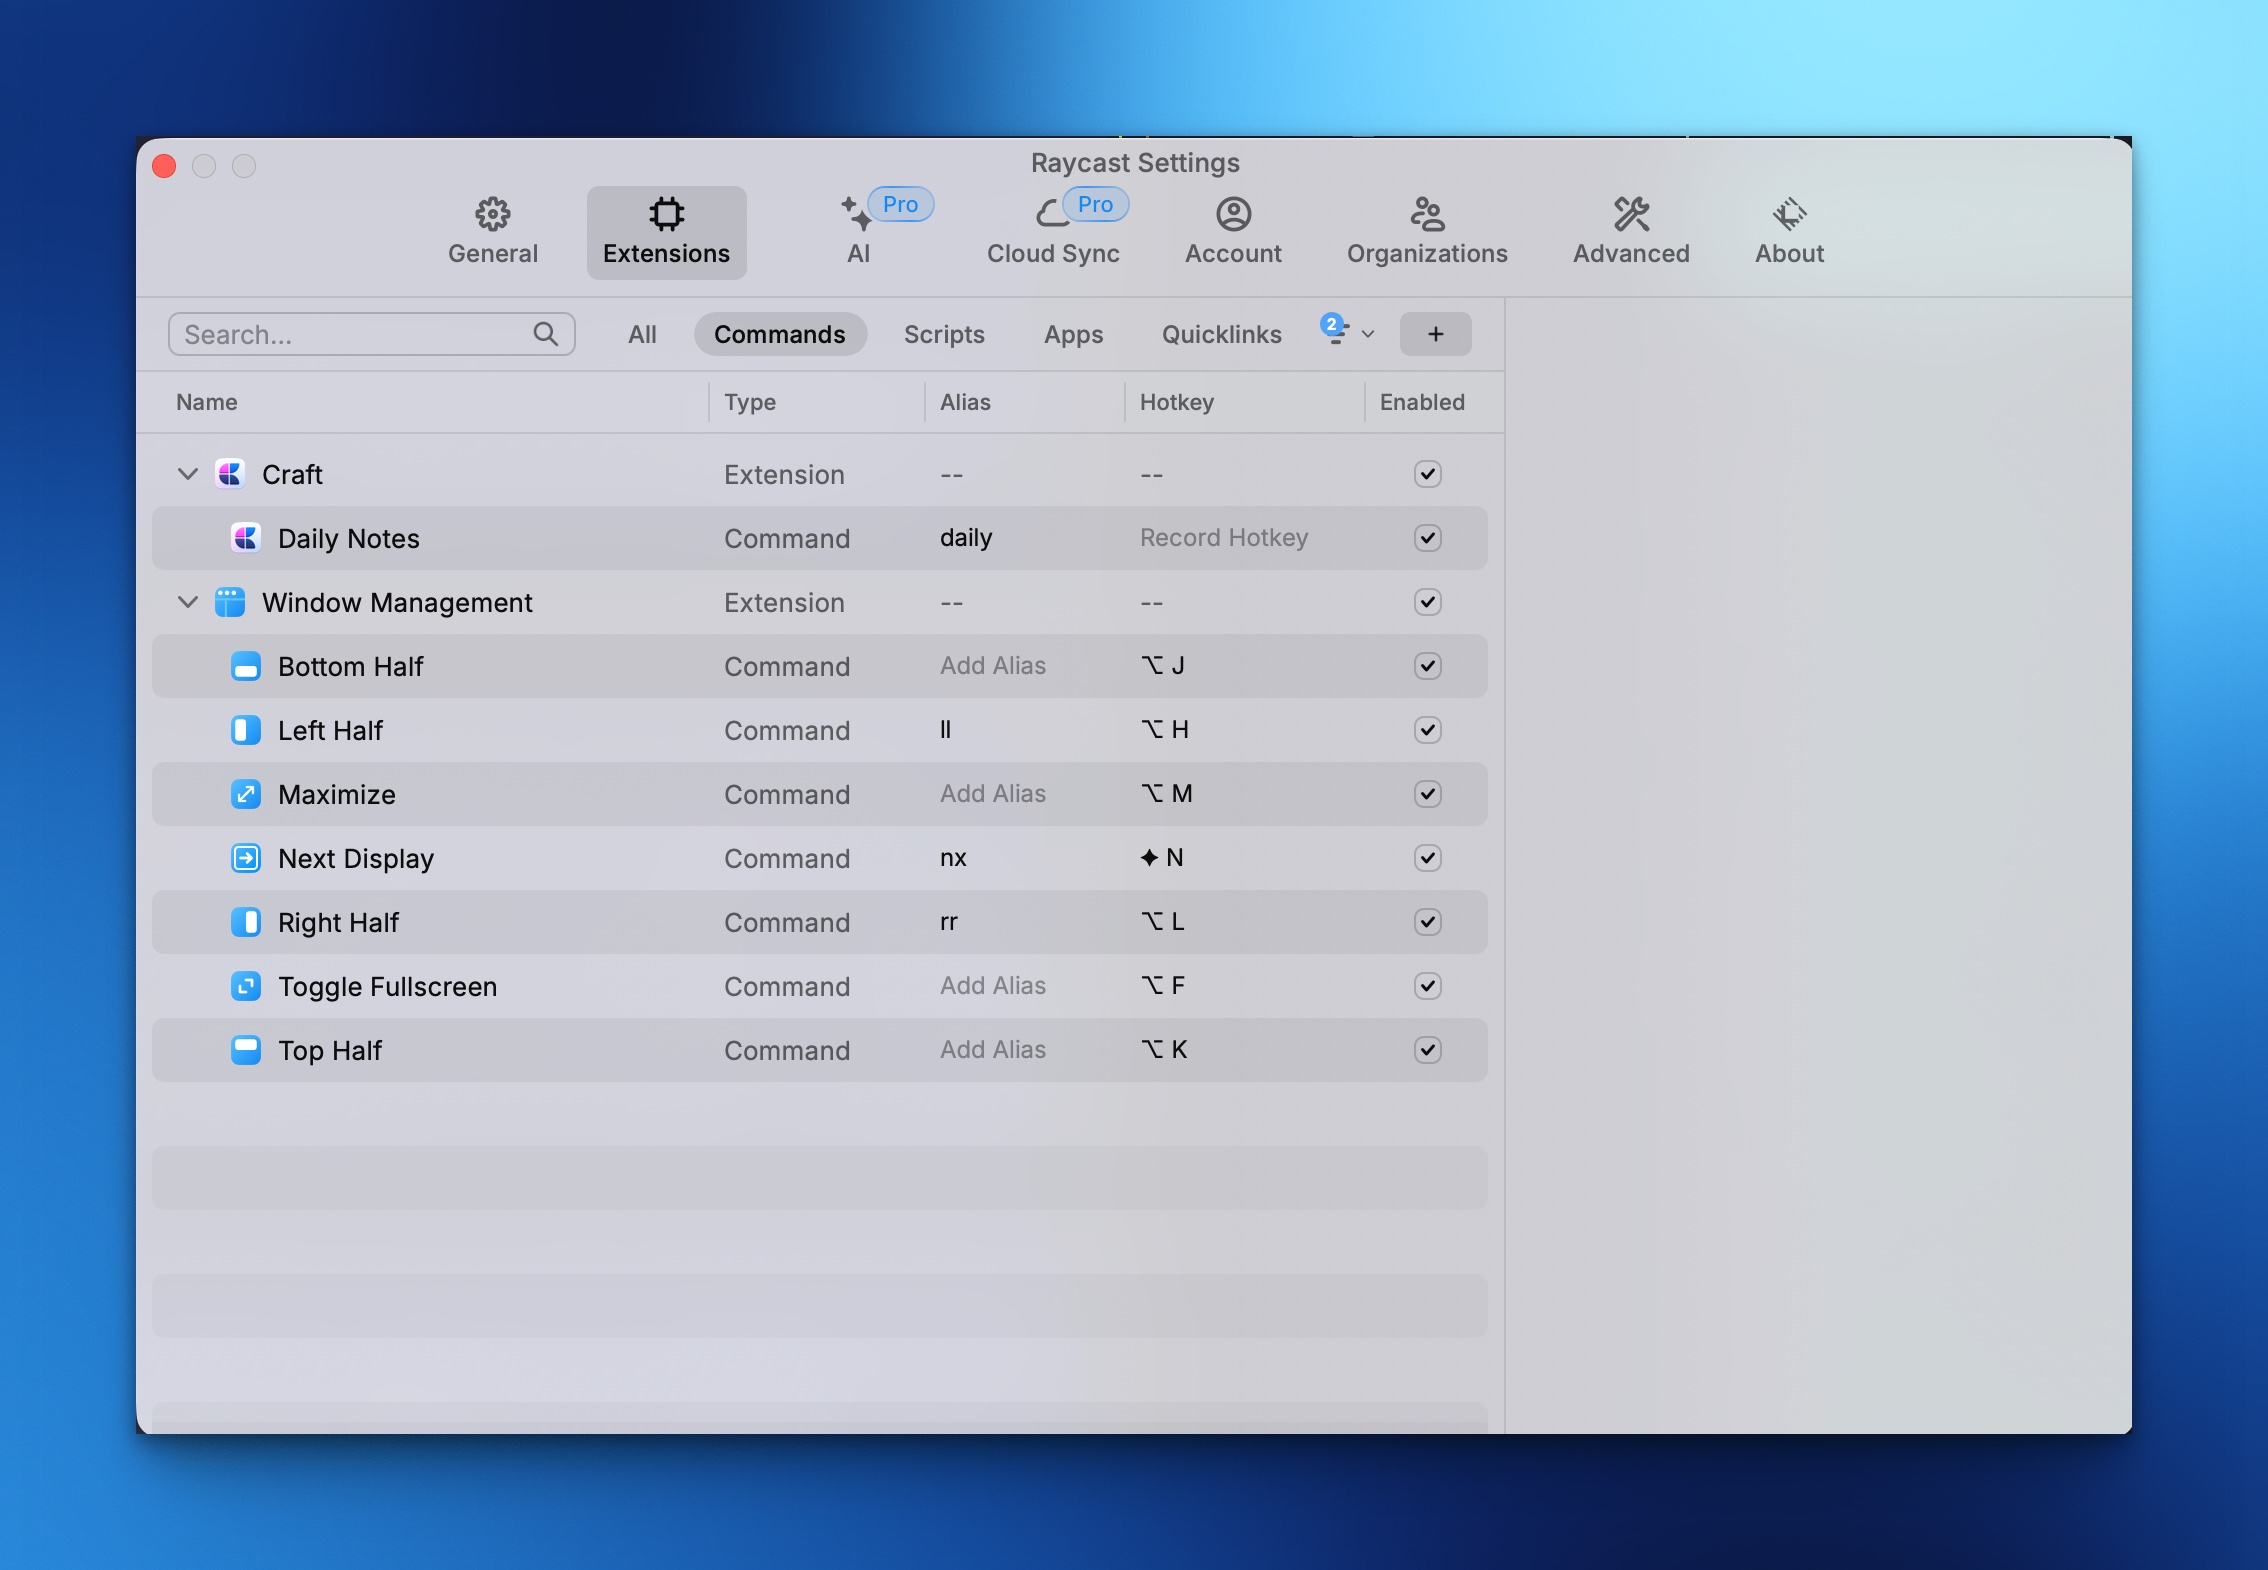 Raycast Settings
General
Extensions
Pro
AI
Pro
Cloud Sync
Account
Organizations
Advanced
About
Search...
All Commands Scripts Apps Quicklinks 2 +
Name Type Alias Hotkey Enabled
Craft Extension -- --
Daily Notes Command daily Record Hotkey
Window Management Extension -- --
Bottom Half Command Add Alias ⌥ J
Left Half Command ll ⌥ H
Maximize Command Add Alias ⌥ M
Next Display Command nx ✦ N
Right Half Command rr ⌥ L
Toggle Fullscreen Command Add Alias ⌥ F
Top Half Command Add Alias ⌥ K